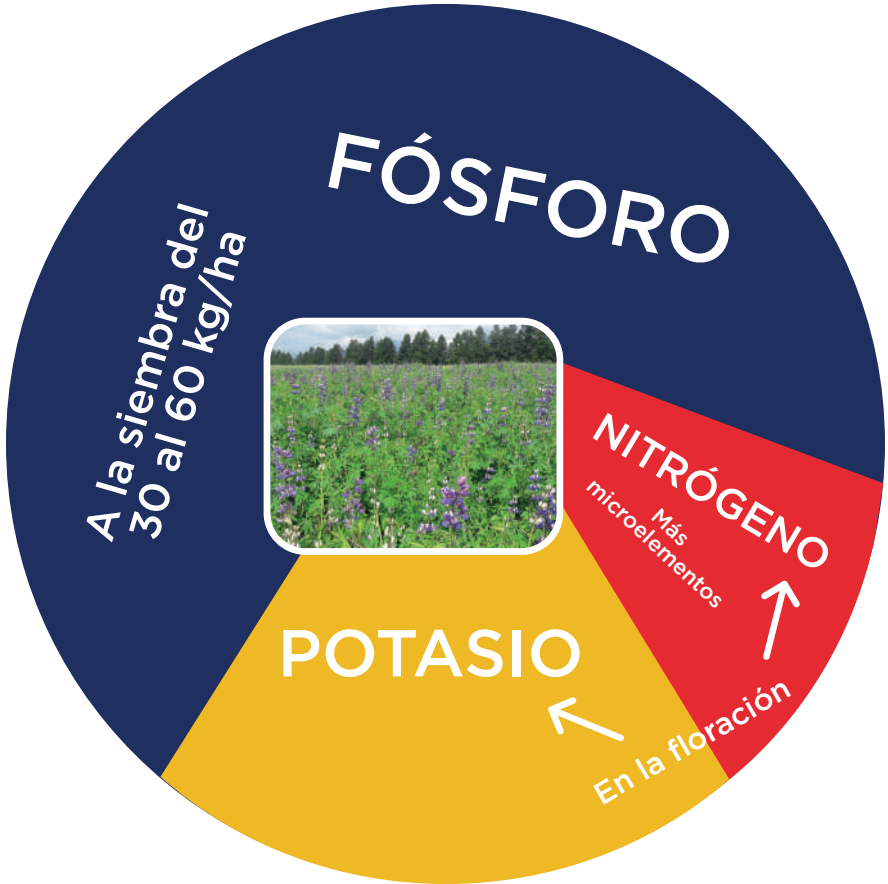 FÓSFORO
A la siembra del
30 al 60 kg/ha
NITRÓGENO
Más
microelementos
POTASIO
En la floración